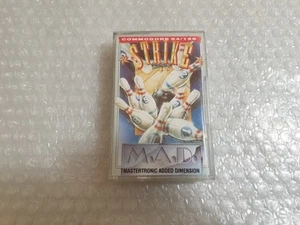 COMMODORE 64/128
STRIKE
M.A.D.
MASTERTRONIC ADDED DIMENSION